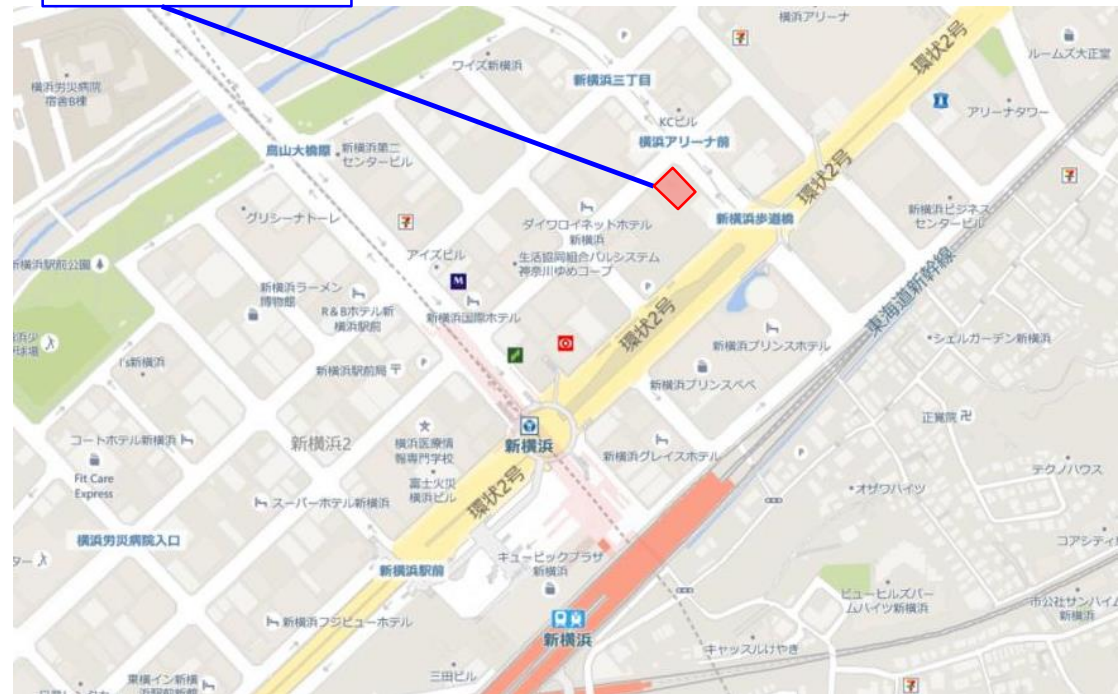 横浜アリーナ
環状2号
ルームズ大正室
ワイズ新横浜
新横浜三丁目
横浜労災病院
宿舎B棟
アリーナタワー
KCビル
横浜アリーナ前
鳥山大橋際
新横浜第二
センタービル
環状2号
新横浜歩道橋
新横浜ビジネス
センタービル
グリシーナトーレ
ダイワロイネットホテル
新横浜
生活協同組合パルシステム
神奈川ゆめコープ
アイズビル
新横浜駅前公園
新横浜ラーメン
博物館
R&Bホテル新
横浜駅前
新横浜国際ホテル
環状2号
東海道新幹線
新横浜プリンスホテル
シェルガーデン新横浜
I's新横浜
新横浜駅前局
新横浜プリンスペペ
正覚院
コートホテル新横浜
新横浜2
横浜医療情
報専門学校
新横浜
新横浜グレイスホテル
Fit Care
Express
富士火災
横浜ビル
環状2号
スーパーホテル新横浜
オザワハイツ
テクノハウス
横浜労災病院入口
新横浜駅前
キュービックプラザ
新横浜
コアシティ
ビューヒルズパー
ムハイツ新横浜
市公社サンハイム
新横浜
新横浜フジビューホテル
新横浜
キャッスルけやき
三田ビル
東横イン新横
浜駅前新館